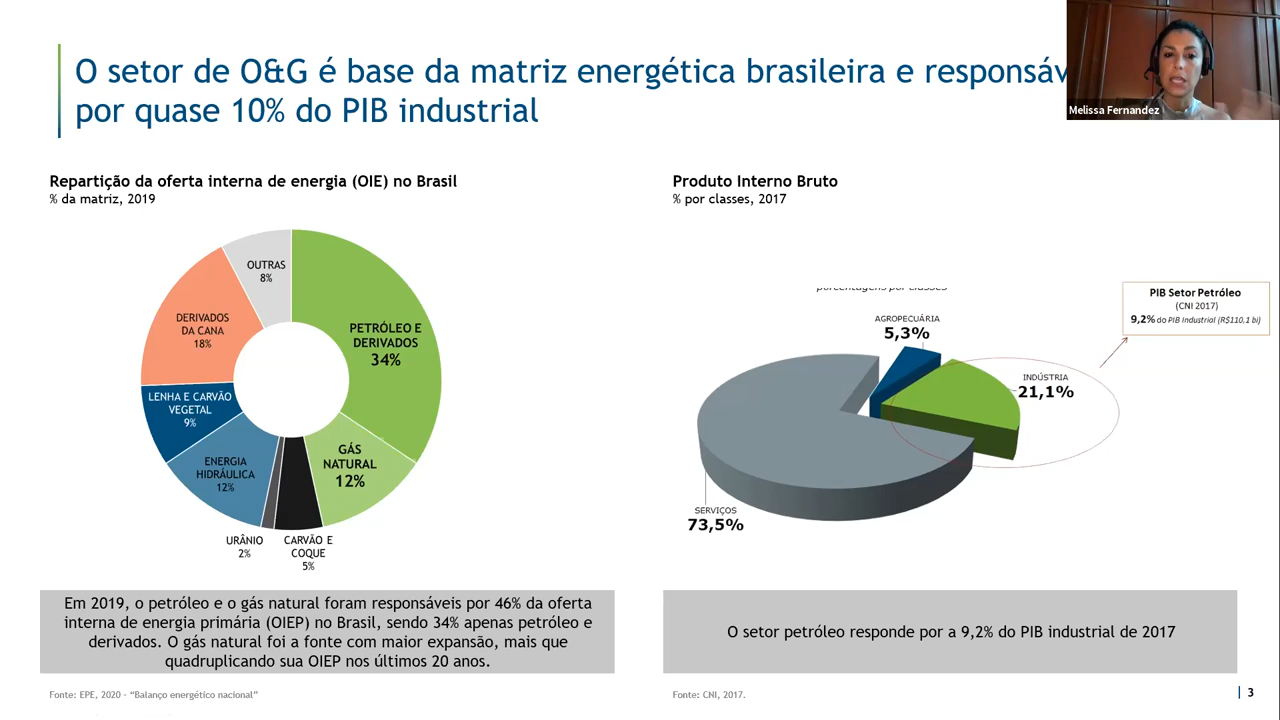 O setor de O&G é base da matriz energética brasileira e responsáv
por quase 10% do PIB industrial
Melissa Fernandez
Repartição da oferta interna de energia (OIE) no Brasil
% da matriz, 2019
OUTRAS
8%
PETRÓLEO E
DERIVADOS
34%
DERIVADOS
DA CANA
18%
LENHA E CARVÃO
VEGETAL
9%
ENERGIA
HIDRÁULICA
12%
GÁS
NATURAL
12%
URÂNIO
2%
CARVÃO E
COQUE
5%
Em 2019, o petróleo e o gás natural foram responsáveis por 46% da oferta
interna de energia primária (OIEP) no Brasil, sendo 34% apenas petróleo e
derivados. O gás natural foi a fonte com maior expansão, mais que
quadruplicando sua OIEP nos últimos 20 anos.
Fonte: EPE, 2020 - “Balanço energético nacional”
Produto Interno Bruto
% por classes, 2017
porcentagens por classes
PIB Setor Petróleo
(CNI 2017)
9,2% do PIB Industrial (R$110,1 bi)
AGROPECUÁRIA
5,3%
INDÚSTRIA
21,1%
SERVIÇOS
73,5%
O setor petróleo responde por a 9,2% do PIB industrial de 2017
Fonte: CNI, 2017.
3